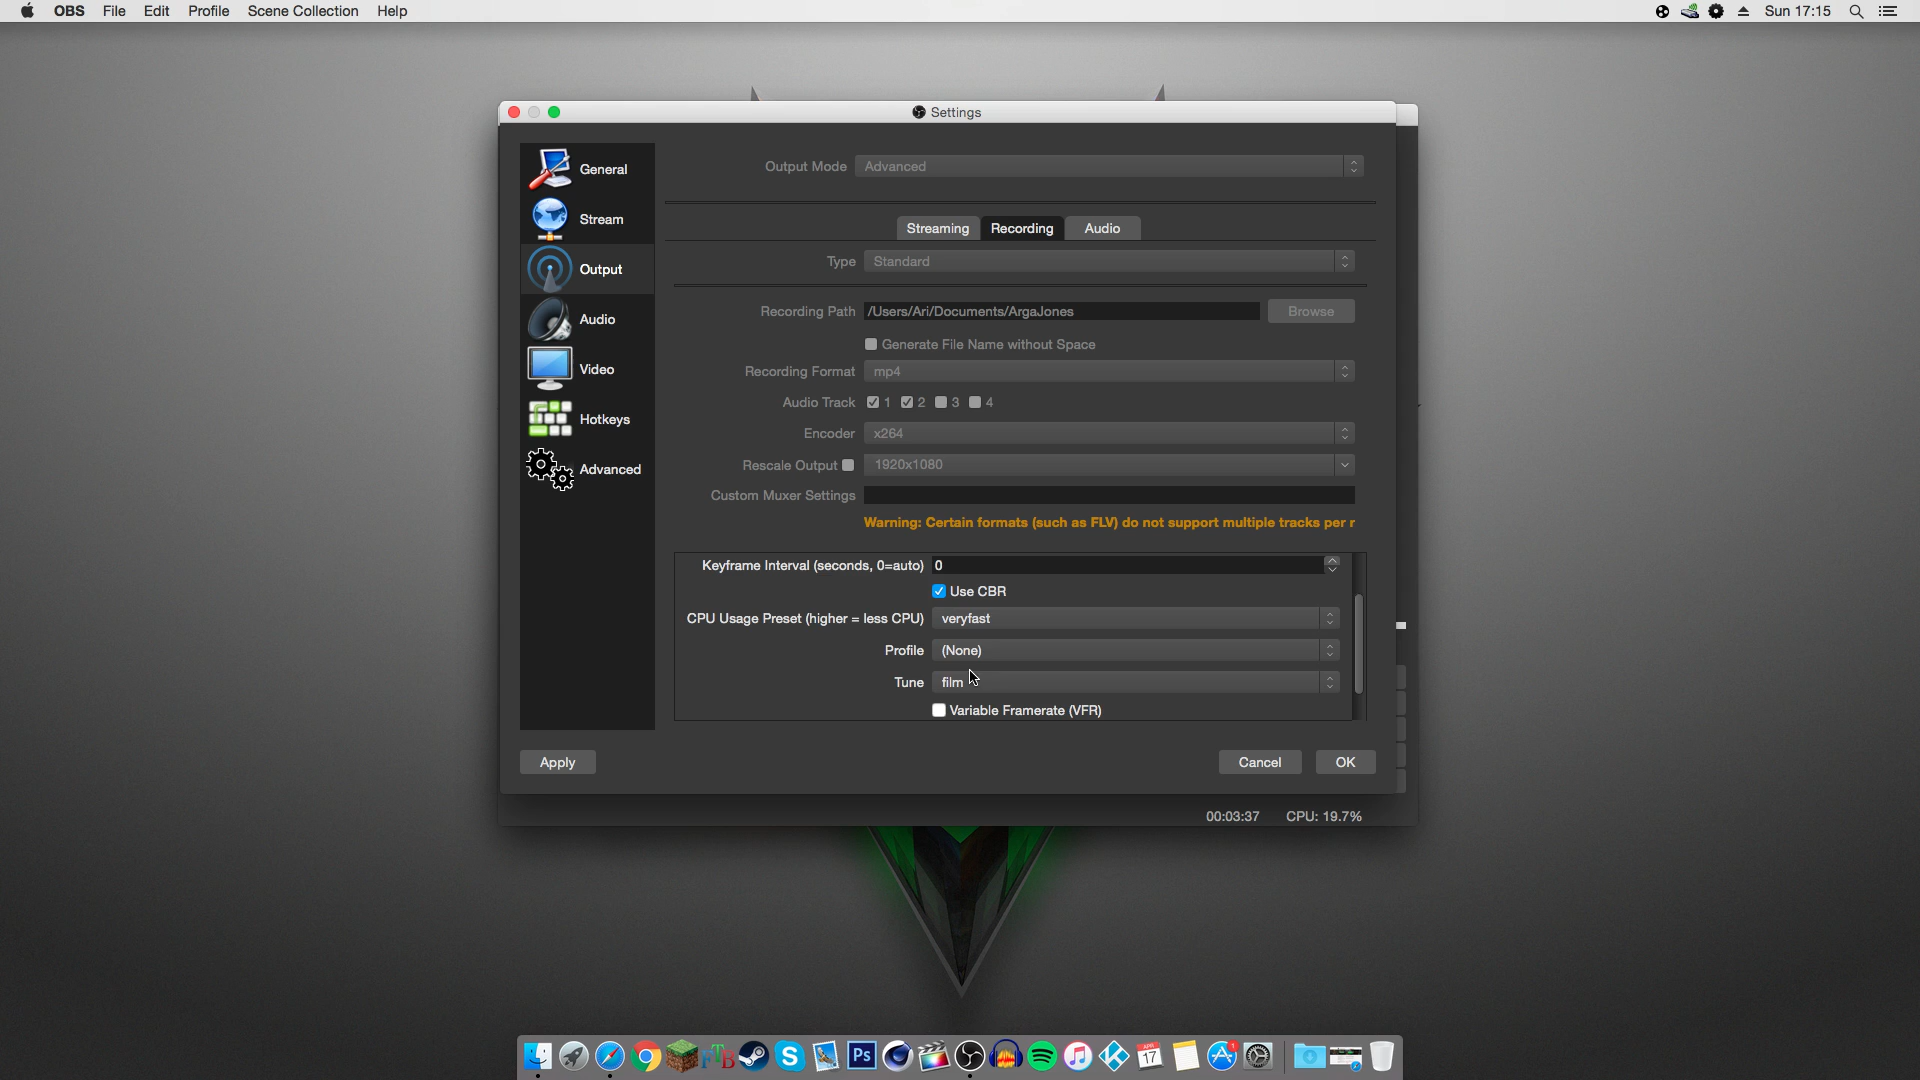 OBS File Edit Profile Scene Collection Help Sun 17:15
Settings
General
Stream
Output
Audio
Video
Hotkeys
Advanced
Output Mode Advanced
Streaming Recording Audio
Type Standard
Recording Path /Users/Ari/Documents/ArgaJones Browse
Generate File Name without Space
Recording Format mp4
Audio Track 1 2 3 4
Encoder x264
Rescale Output 1920x1080
Custom Muxer Settings
Warning: Certain formats (such as FLV) do not support multiple tracks per r
Keyframe Interval (seconds, 0=auto) 0
Use CBR
CPU Usage Preset (higher = less CPU) veryfast
Profile (None)
Tune film
Variable Framerate (VFR)
Apply Cancel OK
00:03:37 CPU: 19.7%
FTB Ps APR 17 1